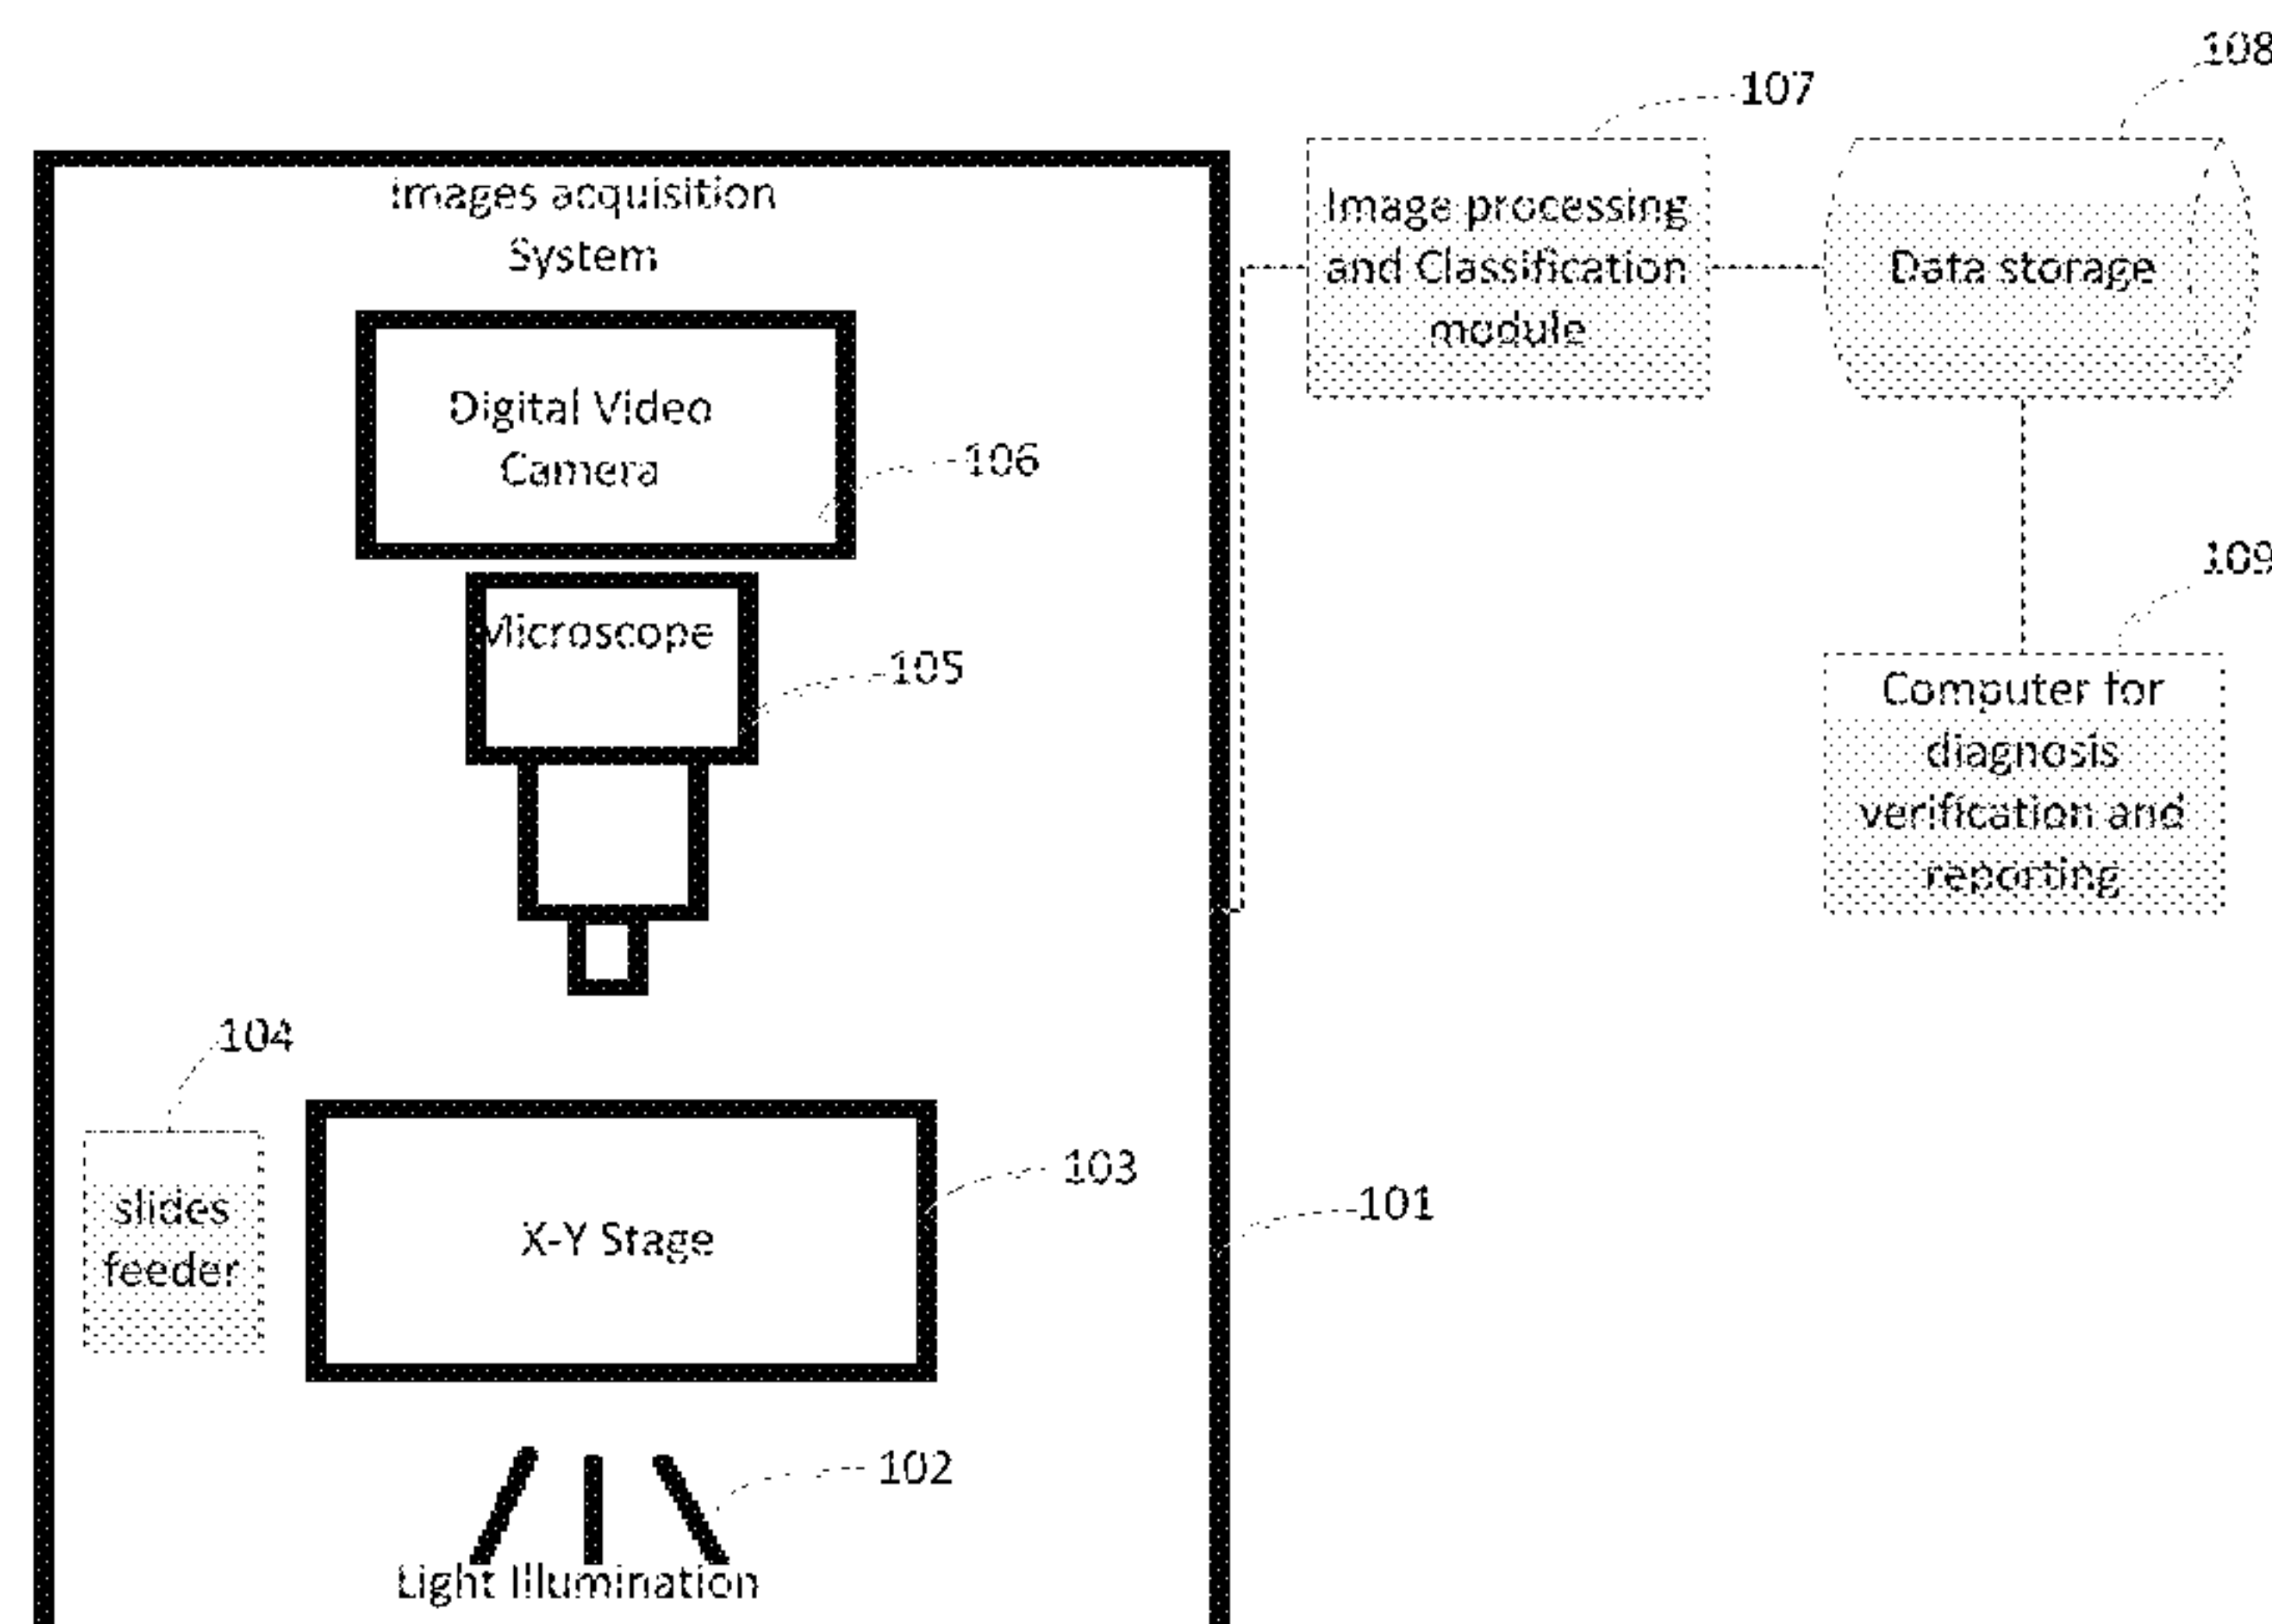 108
107
Images acquisition
System
Image processing
and Classification
module
Data storage
Digital Video
Camera
106
109
Microscope
105
Computer for
diagnosis
verification and
reporting
104
103
101
slides
feeder
X-Y Stage
102
Light Illumination